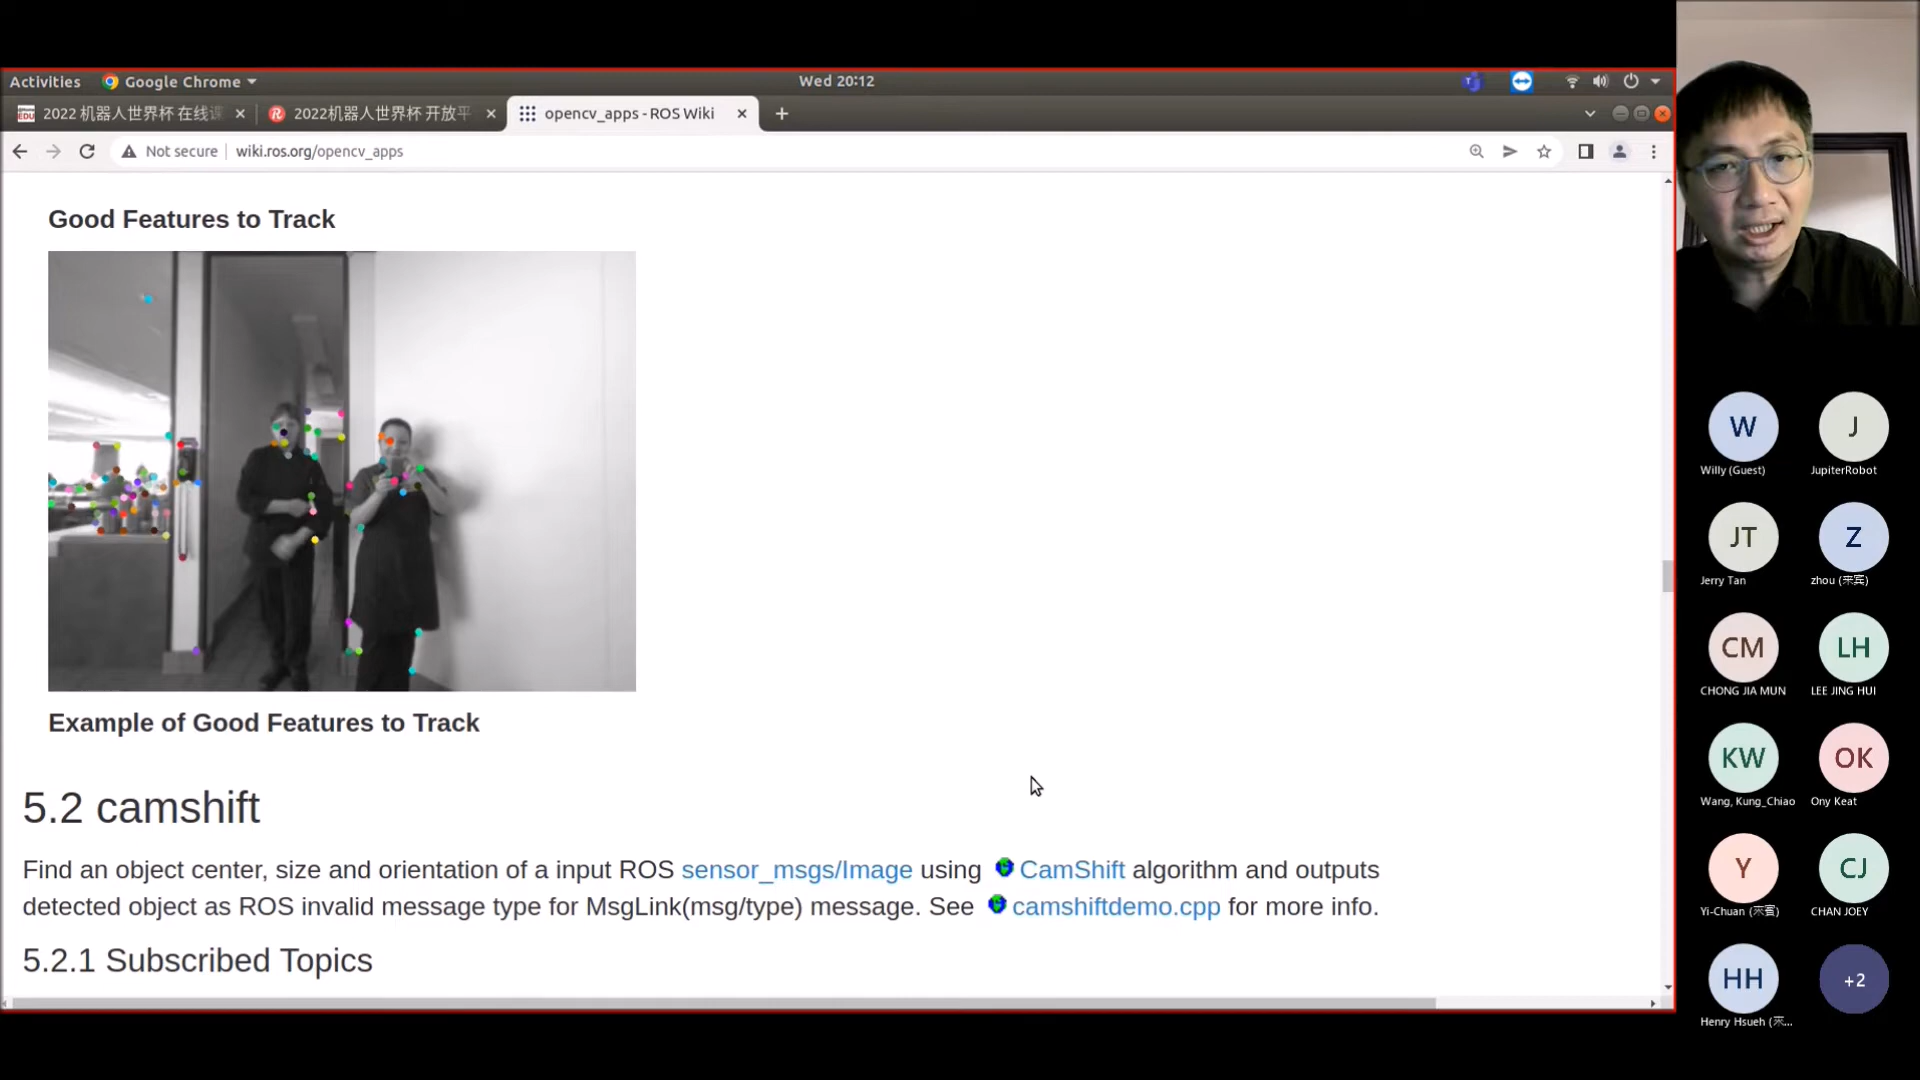 Activities Google Chrome Wed 20:12
2022 机器人世界杯 在线 2022机器人世界杯 开放平 opencv_apps - ROS Wiki
Not secure wiki.ros.org/opencv_apps
Good Features to Track
Example of Good Features to Track
5.2 camshift
Find an object center, size and orientation of a input ROS sensor_msgs/Image using CamShift algorithm and outputs
detected object as ROS invalid message type for MsgLink(msg/type) message. See camshiftdemo.cpp for more info.
5.2.1 Subscribed Topics
W J
Willy (Guest) JupiterRobot
JT Z
Jerry Tan zhou (来宾)
CM LH
CHONG JIA MUN LEE JING HUI
KW OK
Wang, Kung_Chiao Ony Keat
Y CJ
Yi-Chuan (来賓) CHAN JOEY
HH +2
Henry Hsueh (来...